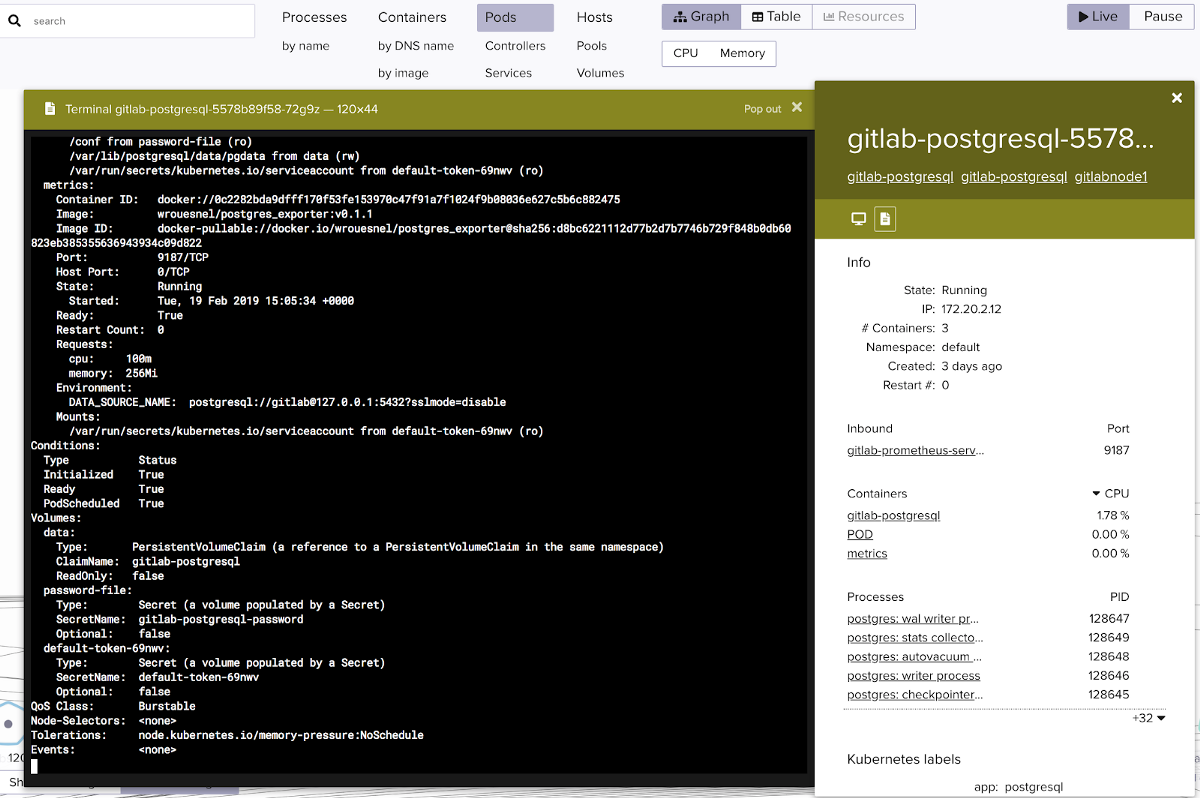 search
Processes Containers Pods Hosts
by name by DNS name Controllers Pools
by image Services Volumes
Graph Table Resources
CPU Memory
Live Pause
Terminal gitlab-postgresql-5578b89f58-72g9z — 120×44 Pop out
/conf from password-file (ro)
/var/lib/postgresql/data/pgdata from data (rw)
/var/run/secrets/kubernetes.io/serviceaccount from default-token-69nwv (ro)
metrics:
Container ID: docker://0c2282bda9dfff170f53fe153970c47f91a7f1024f9b08036e627c5b6c882475
Image: wrouesnel/postgres_exporter:v0.1.1
Image ID: docker-pullable://docker.io/wrouesnel/postgres_exporter@sha256:d8bc6221112d77b2d7b7746b729f848b0db60
823eb385355636943934c09d822
Port: 9187/TCP
Host Port: 0/TCP
State: Running
Started: Tue, 19 Feb 2019 15:05:34 +0000
Ready: True
Restart Count: 0
Requests:
cpu: 100m
memory: 256Mi
Environment:
DATA_SOURCE_NAME: postgresql://gitlab@127.0.0.1:5432?sslmode=disable
Mounts:
/var/run/secrets/kubernetes.io/serviceaccount from default-token-69nwv (ro)
Conditions:
Type Status
Initialized True
Ready True
PodScheduled True
Volumes:
data:
Type: PersistentVolumeClaim (a reference to a PersistentVolumeClaim in the same namespace)
ClaimName: gitlab-postgresql
ReadOnly: false
password-file:
Type: Secret (a volume populated by a Secret)
SecretName: gitlab-postgresql-password
Optional: false
default-token-69nwv:
Type: Secret (a volume populated by a Secret)
SecretName: default-token-69nwv
Optional: false
QoS Class: Burstable
Node-Selectors: <none>
Tolerations: node.kubernetes.io/memory-pressure:NoSchedule
Events: <none>
gitlab-postgresql-5578...
gitlab-postgresql gitlab-postgresql gitlabnode1
Info
State: Running
IP: 172.20.2.12
# Containers: 3
Namespace: default
Created: 3 days ago
Restart #: 0
Inbound Port
gitlab-prometheus-serv... 9187
Containers CPU
gitlab-postgresql 1.78 %
POD 0.00 %
metrics 0.00 %
Processes PID
postgres: wal writer pr... 128647
postgres: stats collecto... 128649
postgres: autovacuum ... 128648
postgres: writer process 128646
postgres: checkpointer... 128645
+32
Kubernetes labels
app: postgresql
120
Sh